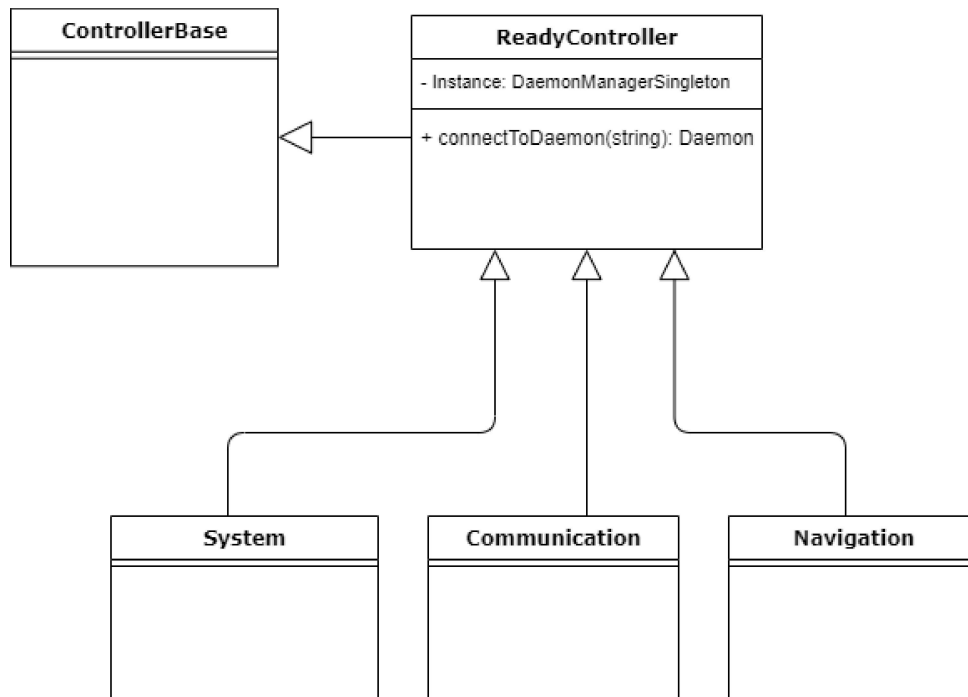 ControllerBase
ReadyController
- Instance: DaemonManagerSingleton
+ connectToDaemon(string): Daemon
System
Communication
Navigation